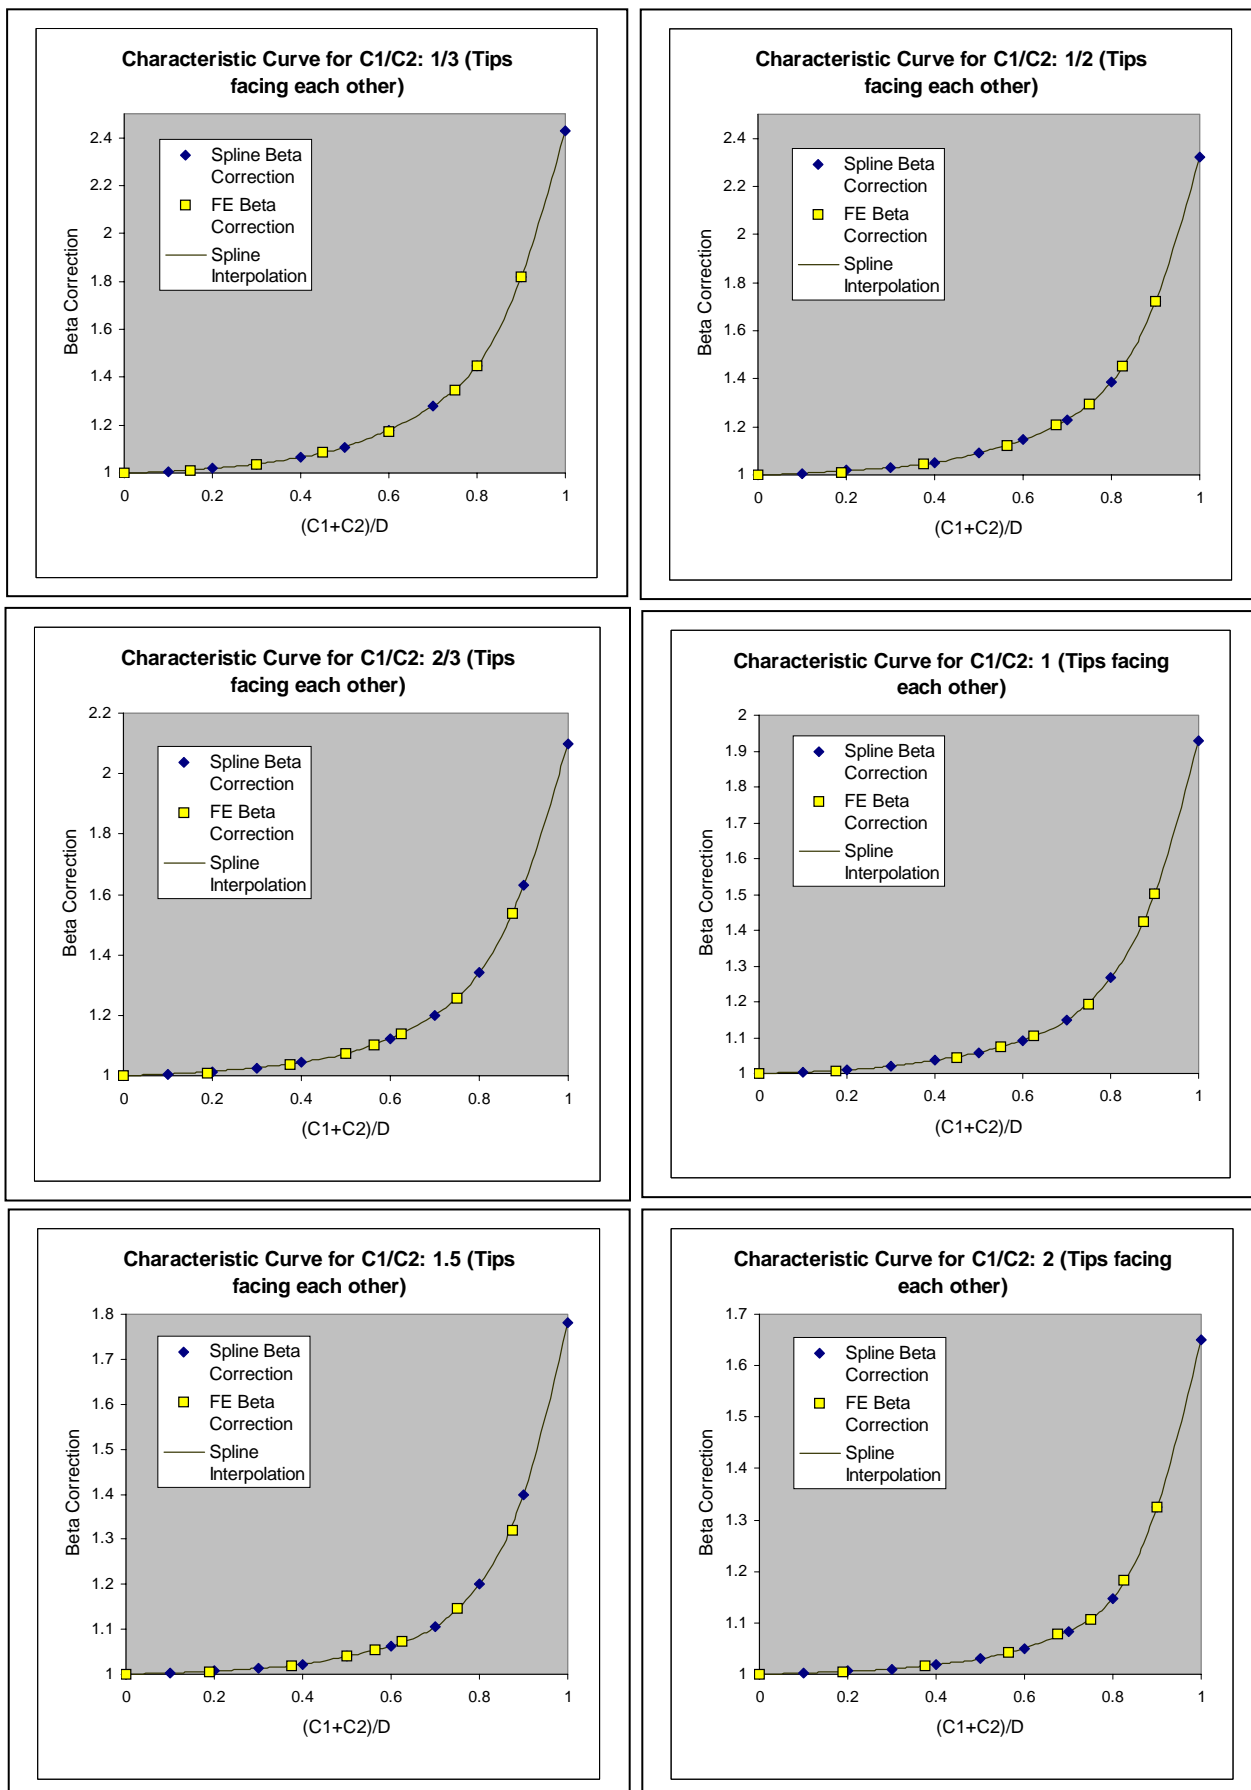 Characteristic Curve for C1/C2: 1/3 (Tips
facing each other)
2.4
2.2
2
1.8
1.6
1.4
1.2
1
0
0.2
0.4
0.6
0.8
1
Beta Correction
(C1+C2)/D
Spline Beta
Correction
FE Beta
Correction
Spline
Interpolation
Characteristic Curve for C1/C2: 1/2 (Tips
facing each other)
2.4
2.2
2
1.8
1.6
1.4
1.2
1
0
0.2
0.4
0.6
0.8
1
Beta Correction
(C1+C2)/D
Spline Beta
Correction
FE Beta
Correction
Spline
Interpolation
Characteristic Curve for C1/C2: 2/3 (Tips
facing each other)
2.2
2
1.8
1.6
1.4
1.2
1
0
0.2
0.4
0.6
0.8
1
Beta Correction
(C1+C2)/D
Spline Beta
Correction
FE Beta
Correction
Spline
Interpolation
Characteristic Curve for C1/C2: 1 (Tips facing
each other)
2
1.9
1.8
1.7
1.6
1.5
1.4
1.3
1.2
1.1
1
0
0.2
0.4
0.6
0.8
1
Beta Correction
(C1+C2)/D
Spline Beta
Correction
FE Beta
Correction
Spline
Interpolation
Characteristic Curve for C1/C2: 1.5 (Tips
facing each other)
1.8
1.7
1.6
1.5
1.4
1.3
1.2
1.1
1
0
0.2
0.4
0.6
0.8
1
Beta Correction
(C1+C2)/D
Spline Beta
Correction
FE Beta
Correction
Spline
Interpolation
Characteristic Curve for C1/C2: 2 (Tips facing
each other)
1.7
1.6
1.5
1.4
1.3
1.2
1.1
1
0
0.2
0.4
0.6
0.8
1
Beta Correction
(C1+C2)/D
Spline Beta
Correction
FE Beta
Correction
Spline
Interpolation